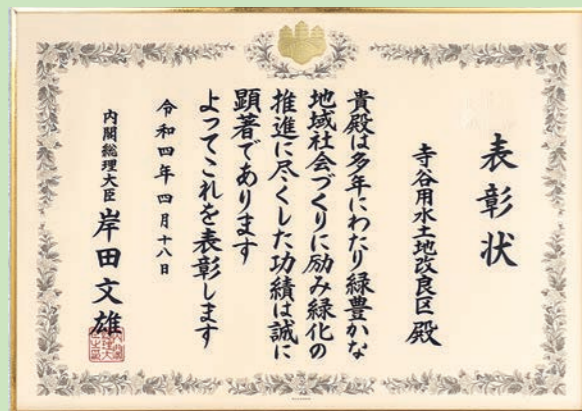 表彰状
寺谷用水土地改良区殿
貴殿は多年にわたり緑豊かな
地域社会づくりに励み緑化の
推進に尽くした功績は誠に
顕著であります
よってこれを表彰します
令和四年四月十八日
内閣総理大臣 岸田文雄